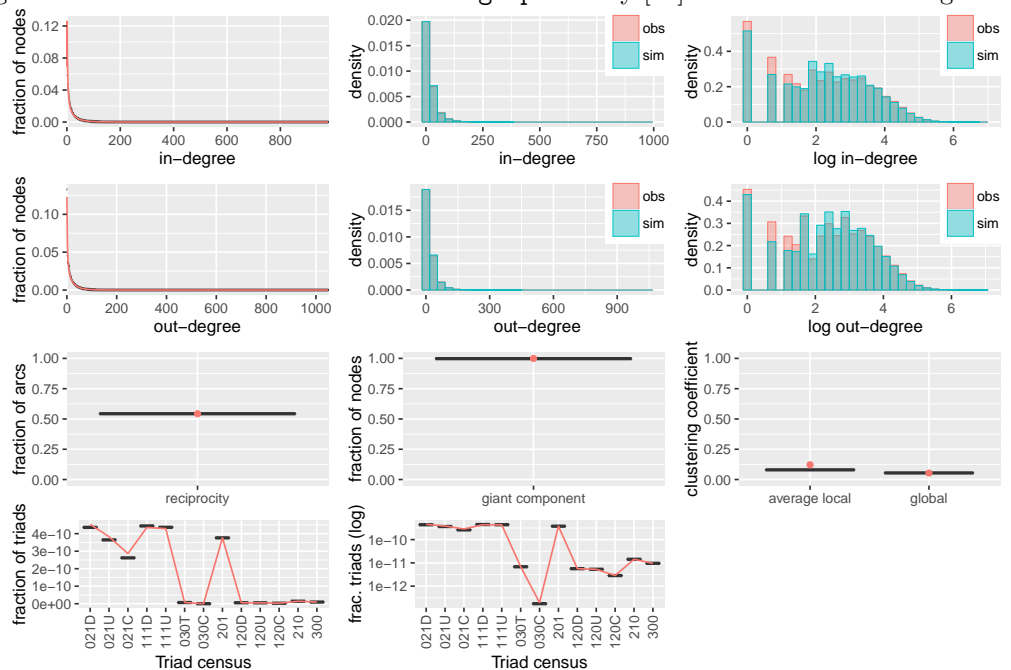 0.12
0.08
0.04
0.00
fraction of nodes
0 200 400 600 800
in−degree
0.020
0.015
0.010
0.005
0.000
density
0 250 500 750 1000
in−degree
obs
sim
0.4
0.2
0.0
density
0 2 4 6
log in−degree
obs
sim
0.10
0.05
0.00
fraction of nodes
0 200 400 600 800 1000
out−degree
0.015
0.010
0.005
0.000
density
0 300 600 900
out−degree
obs
sim
0.4
0.3
0.2
0.1
0.0
density
0 2 4 6
log out−degree
obs
sim
1.00
0.75
0.50
0.25
0.00
fraction of arcs
reciprocity
1.00
0.75
0.50
0.25
0.00
fraction of nodes
giant component
1.00
0.75
0.50
0.25
0.00
clustering coefficient
average local global
4e−10
3e−10
2e−10
1e−10
0e+00
fraction of triads
021D 021U 021C 111D 111U 030T 030C 201 120D 120U 120C 210 300
Triad census
1e−10
1e−11
1e−12
frac. triads (log)
021D 021U 021C 111D 111U 030T 030C 201 120D 120U 120C 210 300
Triad census